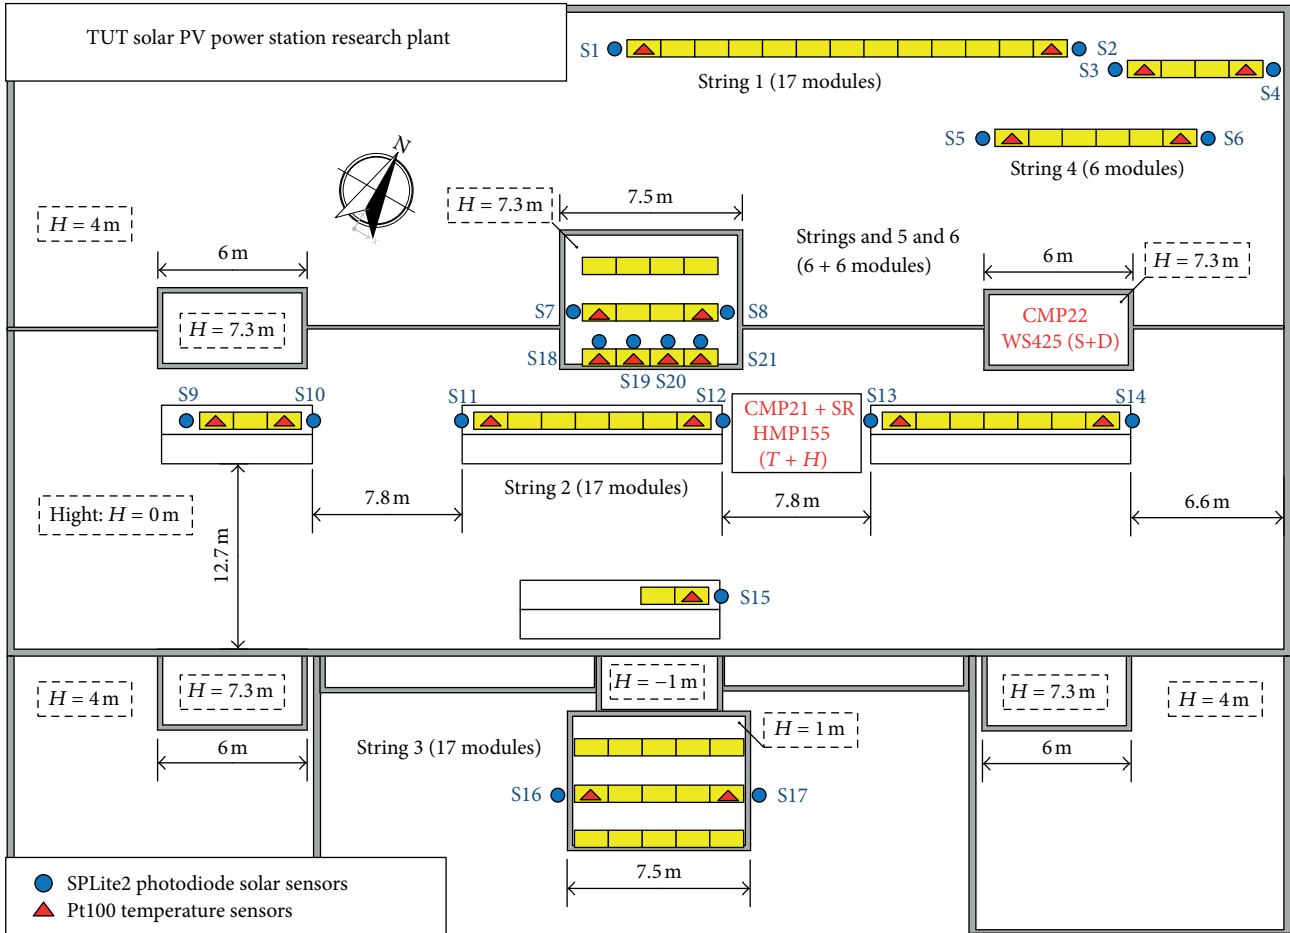 TUT solar PV power station research plant
S1
S2
S3
S4
String 1 (17 modules)
S5
S6
String 4 (6 modules)
N
H = 4 m
H = 7.3 m
7.5 m
Strings and 5 and 6
(6 + 6 modules)
6 m
6 m
H = 7.3 m
H = 7.3 m
S7
S8
CMP22
WS425 (S+D)
S18
S21
S19 S20
S9
S10
S11
S12
S13
S14
CMP21 + SR
HMP155
(T + H)
String 2 (17 modules)
7.8 m
7.8 m
6.6 m
Hight: H = 0 m
12.7 m
S15
H = 4 m
H = 7.3 m
H = −1 m
H = 7.3 m
H = 4 m
H = 1 m
6 m
String 3 (17 modules)
6 m
S16
S17
7.5 m
SPLite2 photodiode solar sensors
Pt100 temperature sensors